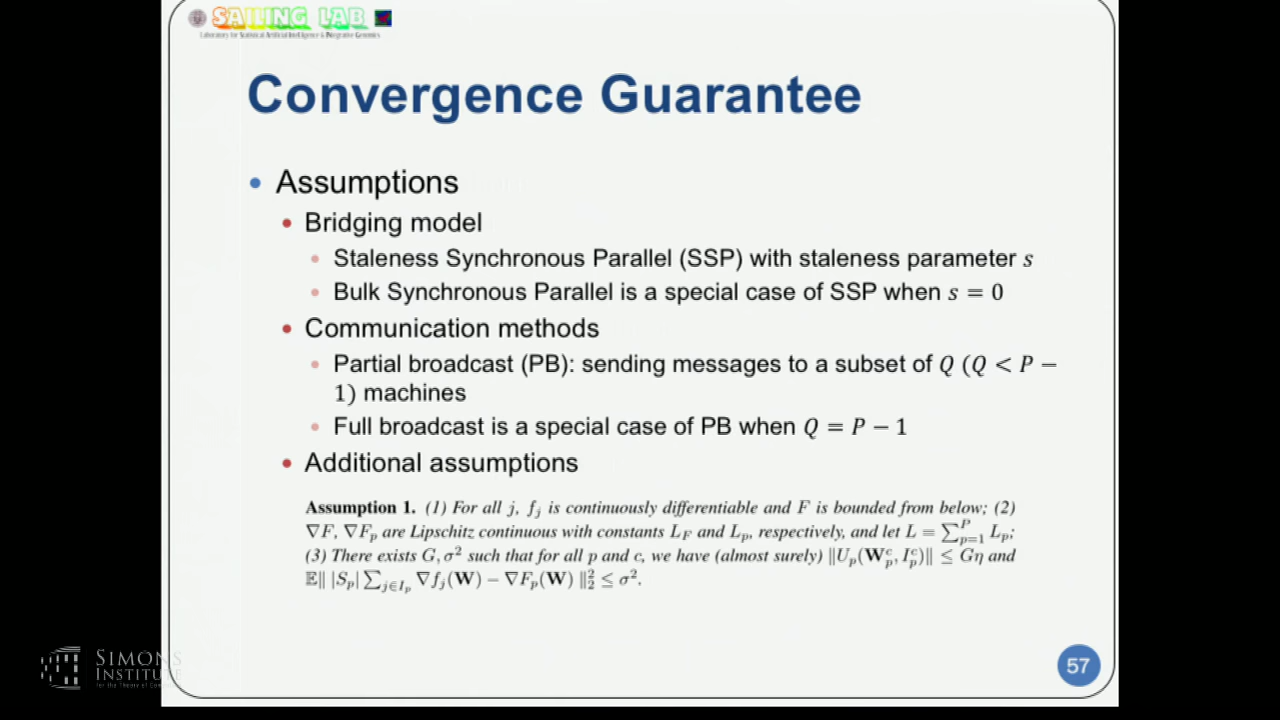 SAILING LAB
Laboratory for Statistical Artificial InteLligence & INtegrative Genomics
Convergence Guarantee
• Assumptions
• Bridging model
• Staleness Synchronous Parallel (SSP) with staleness parameter s
• Bulk Synchronous Parallel is a special case of SSP when s = 0
• Communication methods
• Partial broadcast (PB): sending messages to a subset of Q (Q < P −
1) machines
• Full broadcast is a special case of PB when Q = P − 1
• Additional assumptions
Assumption 1. (1) For all j, f_j is continuously differentiable and F is bounded from below; (2)
∇F, ∇F_p are Lipschitz continuous with constants L_F and L_p, respectively, and let L = ∑_{p=1}^{P} L_p;
(3) There exists G, σ² such that for all p and c, we have (almost surely) ‖U_p(W_p^c, I_p^c)‖ ≤ Gη and
𝔼‖ |S_p| ∑_{j∈I_p} ∇f_j(W) − ∇F_p(W) ‖₂² ≤ σ².
SIMONS
INSTITUTE
57